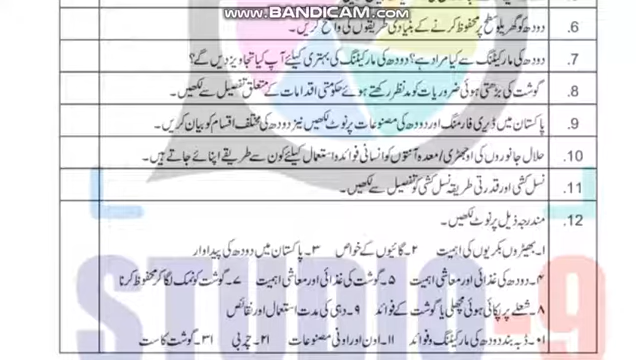 www.BANDICAM.com
6. دودھ کو گھریلو سطح پر محفوظ کرنے کے بنیادی طریقوں کی واضح کریں۔
7. دودھ کی مارکیٹنگ سے کیا مراد ہے؟ دودھ کی مارکیٹنگ کی بہتری کیلئے آپ کیا تجاویز دیں گے؟
8. گوشت کی بڑھتی ہوئی ضروریات کو مدنظر رکھتے ہوئے حکومتی اقدامات کے متعلق تفصیل سے لکھیں۔
9. پاکستان میں ڈیری فارمنگ اور دودھ کی مصنوعات پر نوٹ لکھیں نیز دودھ کی مختلف اقسام کو بیان کریں۔
10. حلال جانوروں کی اوجھڑی/معدہ آنتوں کو انسانی فوائد و استعمال کیلئے کون سے طریقے اپنائے جاتے ہیں۔
11. نسل کشی اور قدرتی طریقہ نسل کشی کو تفصیل سے لکھیں۔
12. مندرجہ ذیل پر نوٹ لکھیں۔
۱۔ بھیڑوں بکریوں کی اہمیت ۲۔ گائیوں کے خواص ۳۔ پاکستان میں دودھ کی پیداوار
۴۔ دودھ کی غذائی اور معاشی اہمیت ۵۔ گوشت کی غذائی اور معاشی اہمیت ۷۔ گوشت کو نمک لگا کر محفوظ کرنا
۸۔ شعلے پر پکائی ہوئی مچھلی یا گوشت کے فوائد ۹۔ دہی کی مدت استعمال اور نقائص
۱۰۔ ڈبہ بند دودھ کی مارکیٹنگ و فوائد ۱۱۔ اون اور اونی مصنوعات ۱۲۔ چربی ۱۳۔ گوشت کا ست
STUDIO-9